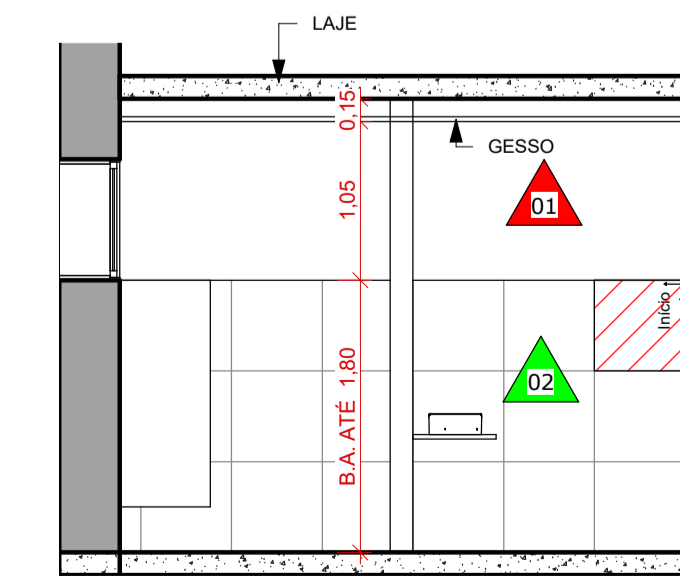 LAJE
0,15
GESSO
1,05
01
Início
B.A. ATÉ 1,80
02